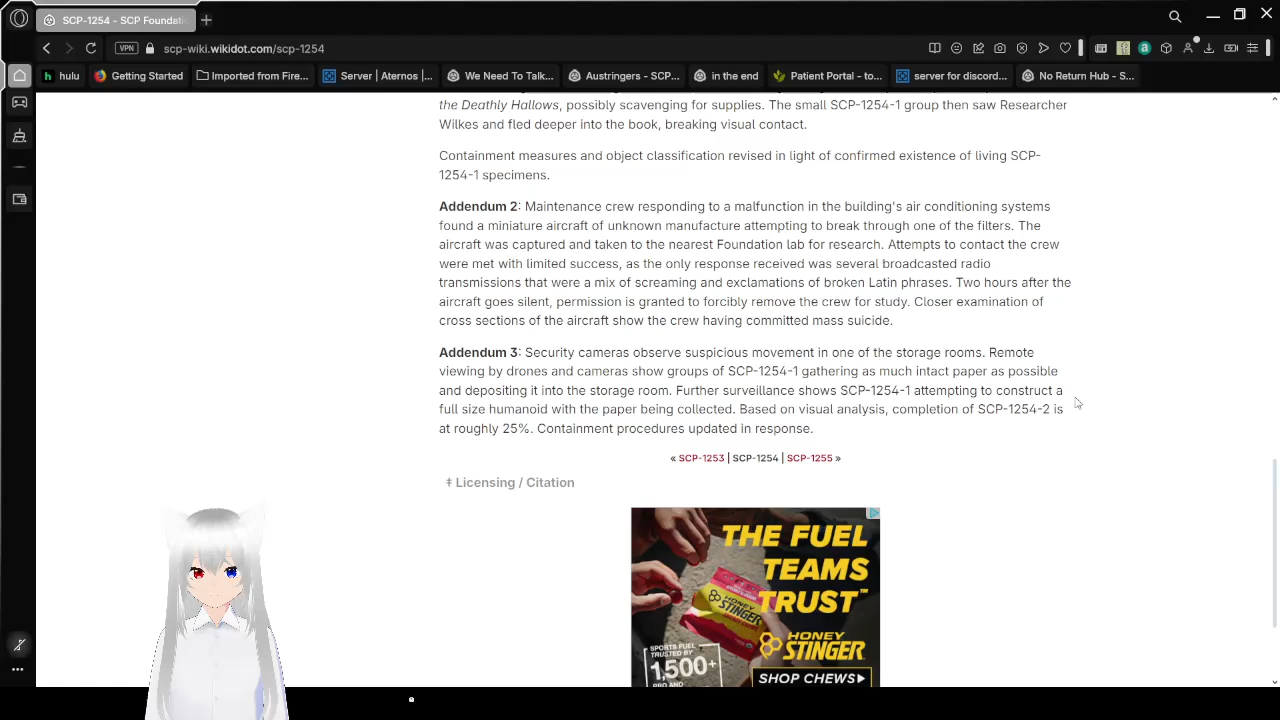 SCP-1254 - SCP Foundati
scp-wiki.wikidot.com/scp-1254
VPN
hulu
Getting Started
Imported from Fire...
Server | Aternos |...
We Need To Talk...
Austringers - SCP...
in the end
Patient Portal - to...
server for discord...
No Return Hub - S...
the Deathly Hallows, possibly scavenging for supplies. The small SCP-1254-1 group then saw Researcher
Wilkes and fled deeper into the book, breaking visual contact.
Containment measures and object classification revised in light of confirmed existence of living SCP-
1254-1 specimens.
Addendum 2: Maintenance crew responding to a malfunction in the building's air conditioning systems
found a miniature aircraft of unknown manufacture attempting to break through one of the filters. The
aircraft was captured and taken to the nearest Foundation lab for research. Attempts to contact the crew
were met with limited success, as the only response received was several broadcasted radio
transmissions that were a mix of screaming and exclamations of broken Latin phrases. Two hours after the
aircraft goes silent, permission is granted to forcibly remove the crew for study. Closer examination of
cross sections of the aircraft show the crew having committed mass suicide.
Addendum 3: Security cameras observe suspicious movement in one of the storage rooms. Remote
viewing by drones and cameras show groups of SCP-1254-1 gathering as much intact paper as possible
and depositing it into the storage room. Further surveillance shows SCP-1254-1 attempting to construct a
full size humanoid with the paper being collected. Based on visual analysis, completion of SCP-1254-2 is
at roughly 25%. Containment procedures updated in response.
« SCP-1253 | SCP-1254 | SCP-1255 »
‡ Licensing / Citation
THE FUEL
TEAMS
TRUST™
HONEY
STINGER
HONEY
STINGER
SPORTS FUEL
TRUSTED BY
1,500+
PRO AND
SHOP CHEWS